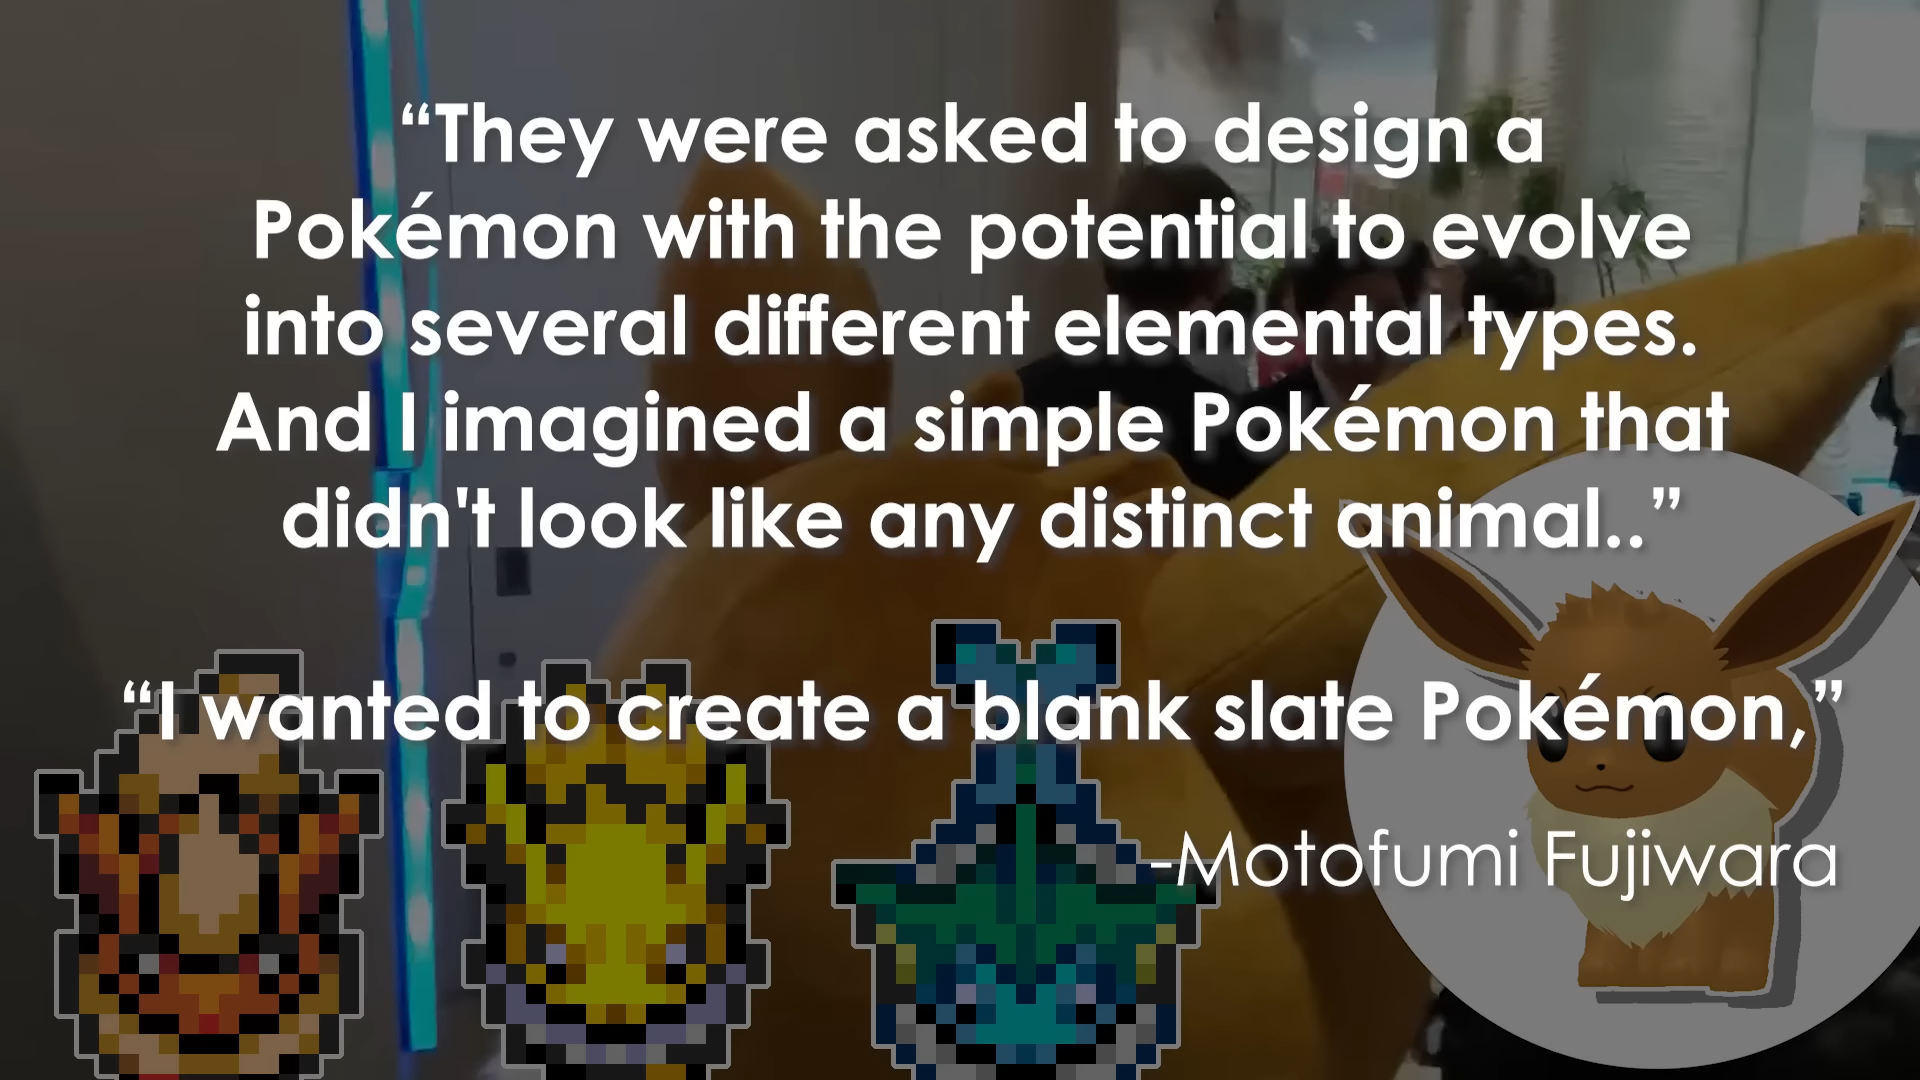 “They were asked to design a
Pokémon with the potential to evolve
into several different elemental types.
And I imagined a simple Pokémon that
didn't look like any distinct animal..”
“I wanted to create a blank slate Pokémon,”
-Motofumi Fujiwara